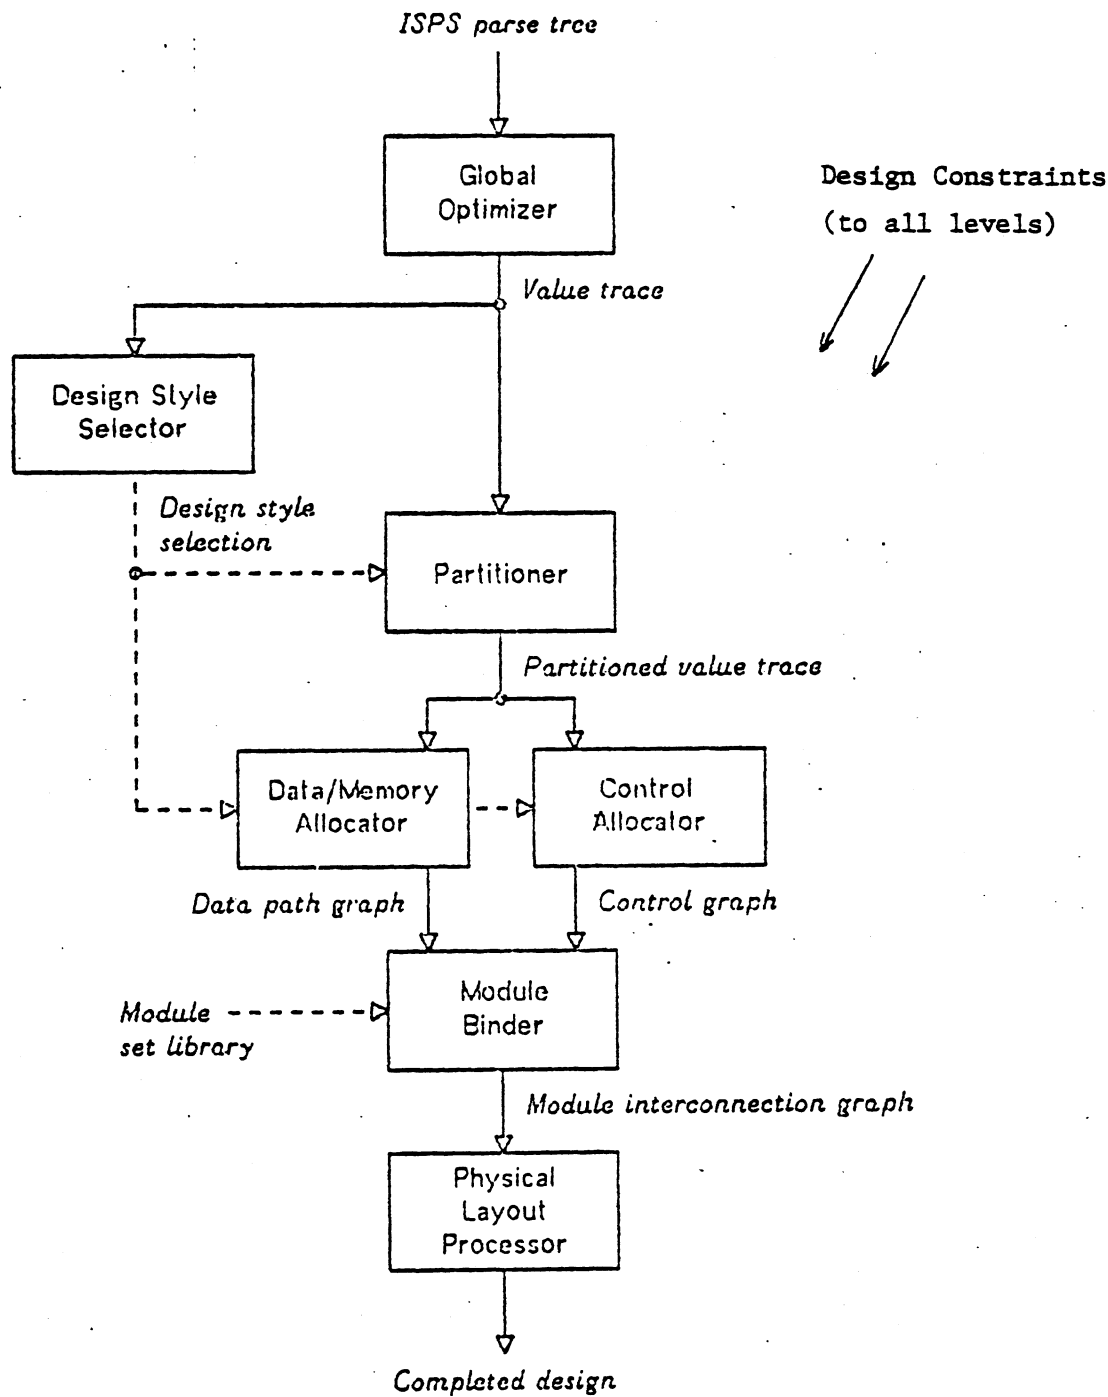 ISPS parse tree
Global
Optimizer
Design Constraints
(to all levels)
Value trace
Design Style
Selector
Design style
selection
Partitioner
Partitioned value trace
Data/Memory
Allocator
Control
Allocator
Data path graph
Control graph
Module
Binder
Module
set library
Module interconnection graph
Physical
Layout
Processor
Completed design